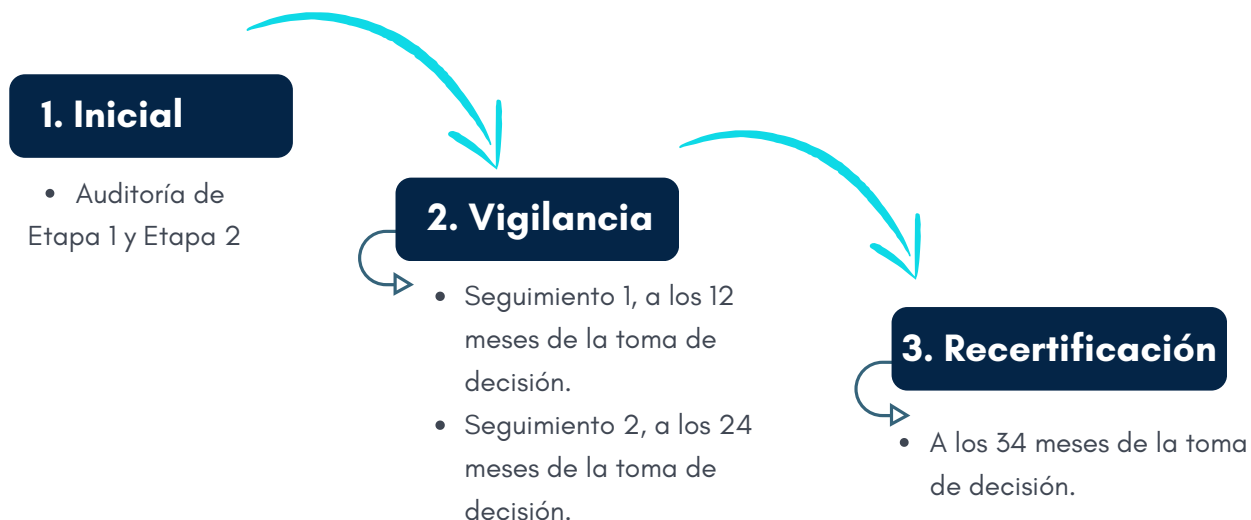 1. Inicial
• Auditoría de
Etapa 1 y Etapa 2
2. Vigilancia
• Seguimiento 1, a los 12
meses de la toma de
decisión.
• Seguimiento 2, a los 24
meses de la toma de
decisión.
3. Recertificación
• A los 34 meses de la toma
de decisión.